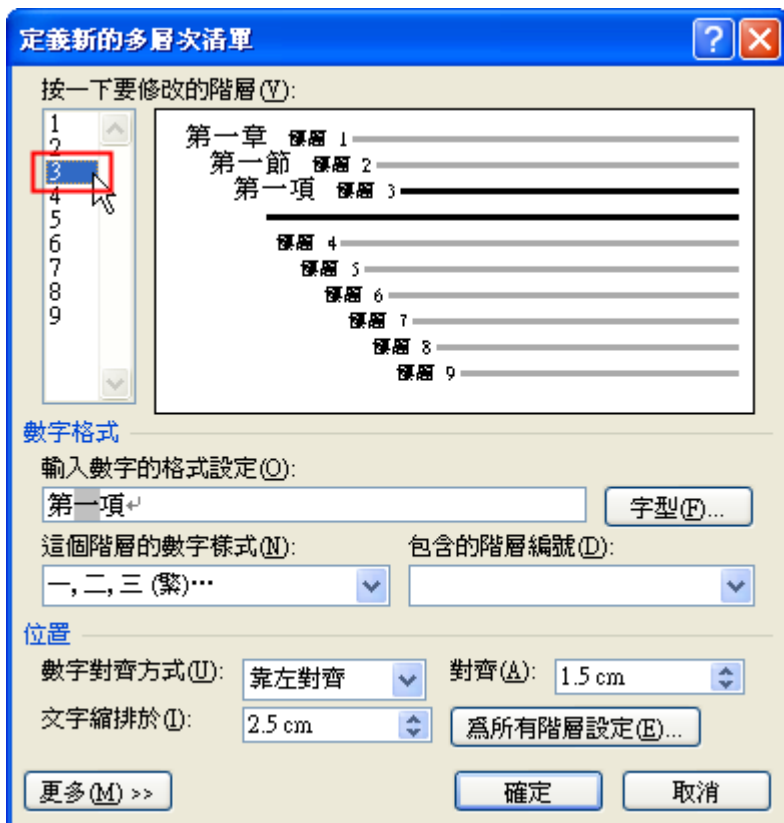 定義新的多層次清單
按一下要修改的階層(V):
1
2
3
4
5
6
7
8
9
第一章 標題 1
第一節 標題 2
第一項 標題 3
標題 4
標題 5
標題 6
標題 7
標題 8
標題 9
數字格式
輸入數字的格式設定(O):
第一項↵
字型(F)...
這個階層的數字樣式(N):
包含的階層編號(D):
一, 二, 三 (繁)…
位置
數字對齊方式(U):
靠左對齊
對齊(A):
1.5 cm
文字縮排於(I):
2.5 cm
爲所有階層設定(E)...
更多(M) >>
確定
取消